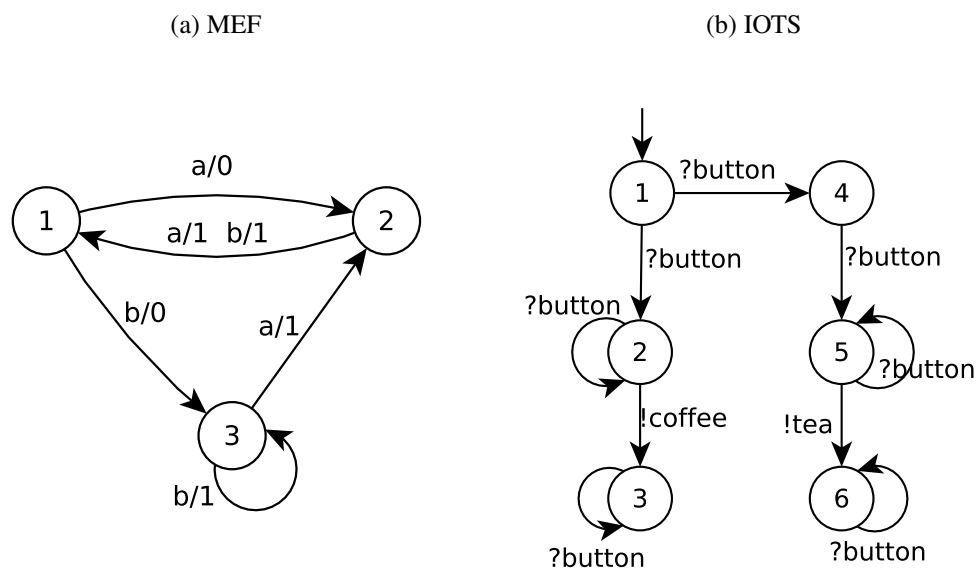 (a) MEF
(b) IOTS
a/0
1
2
a/1 b/1
b/0
a/1
3
b/1
?button
1
4
?button
?button
?button
2
5
?button
!coffee
!tea
3
6
?button
?button